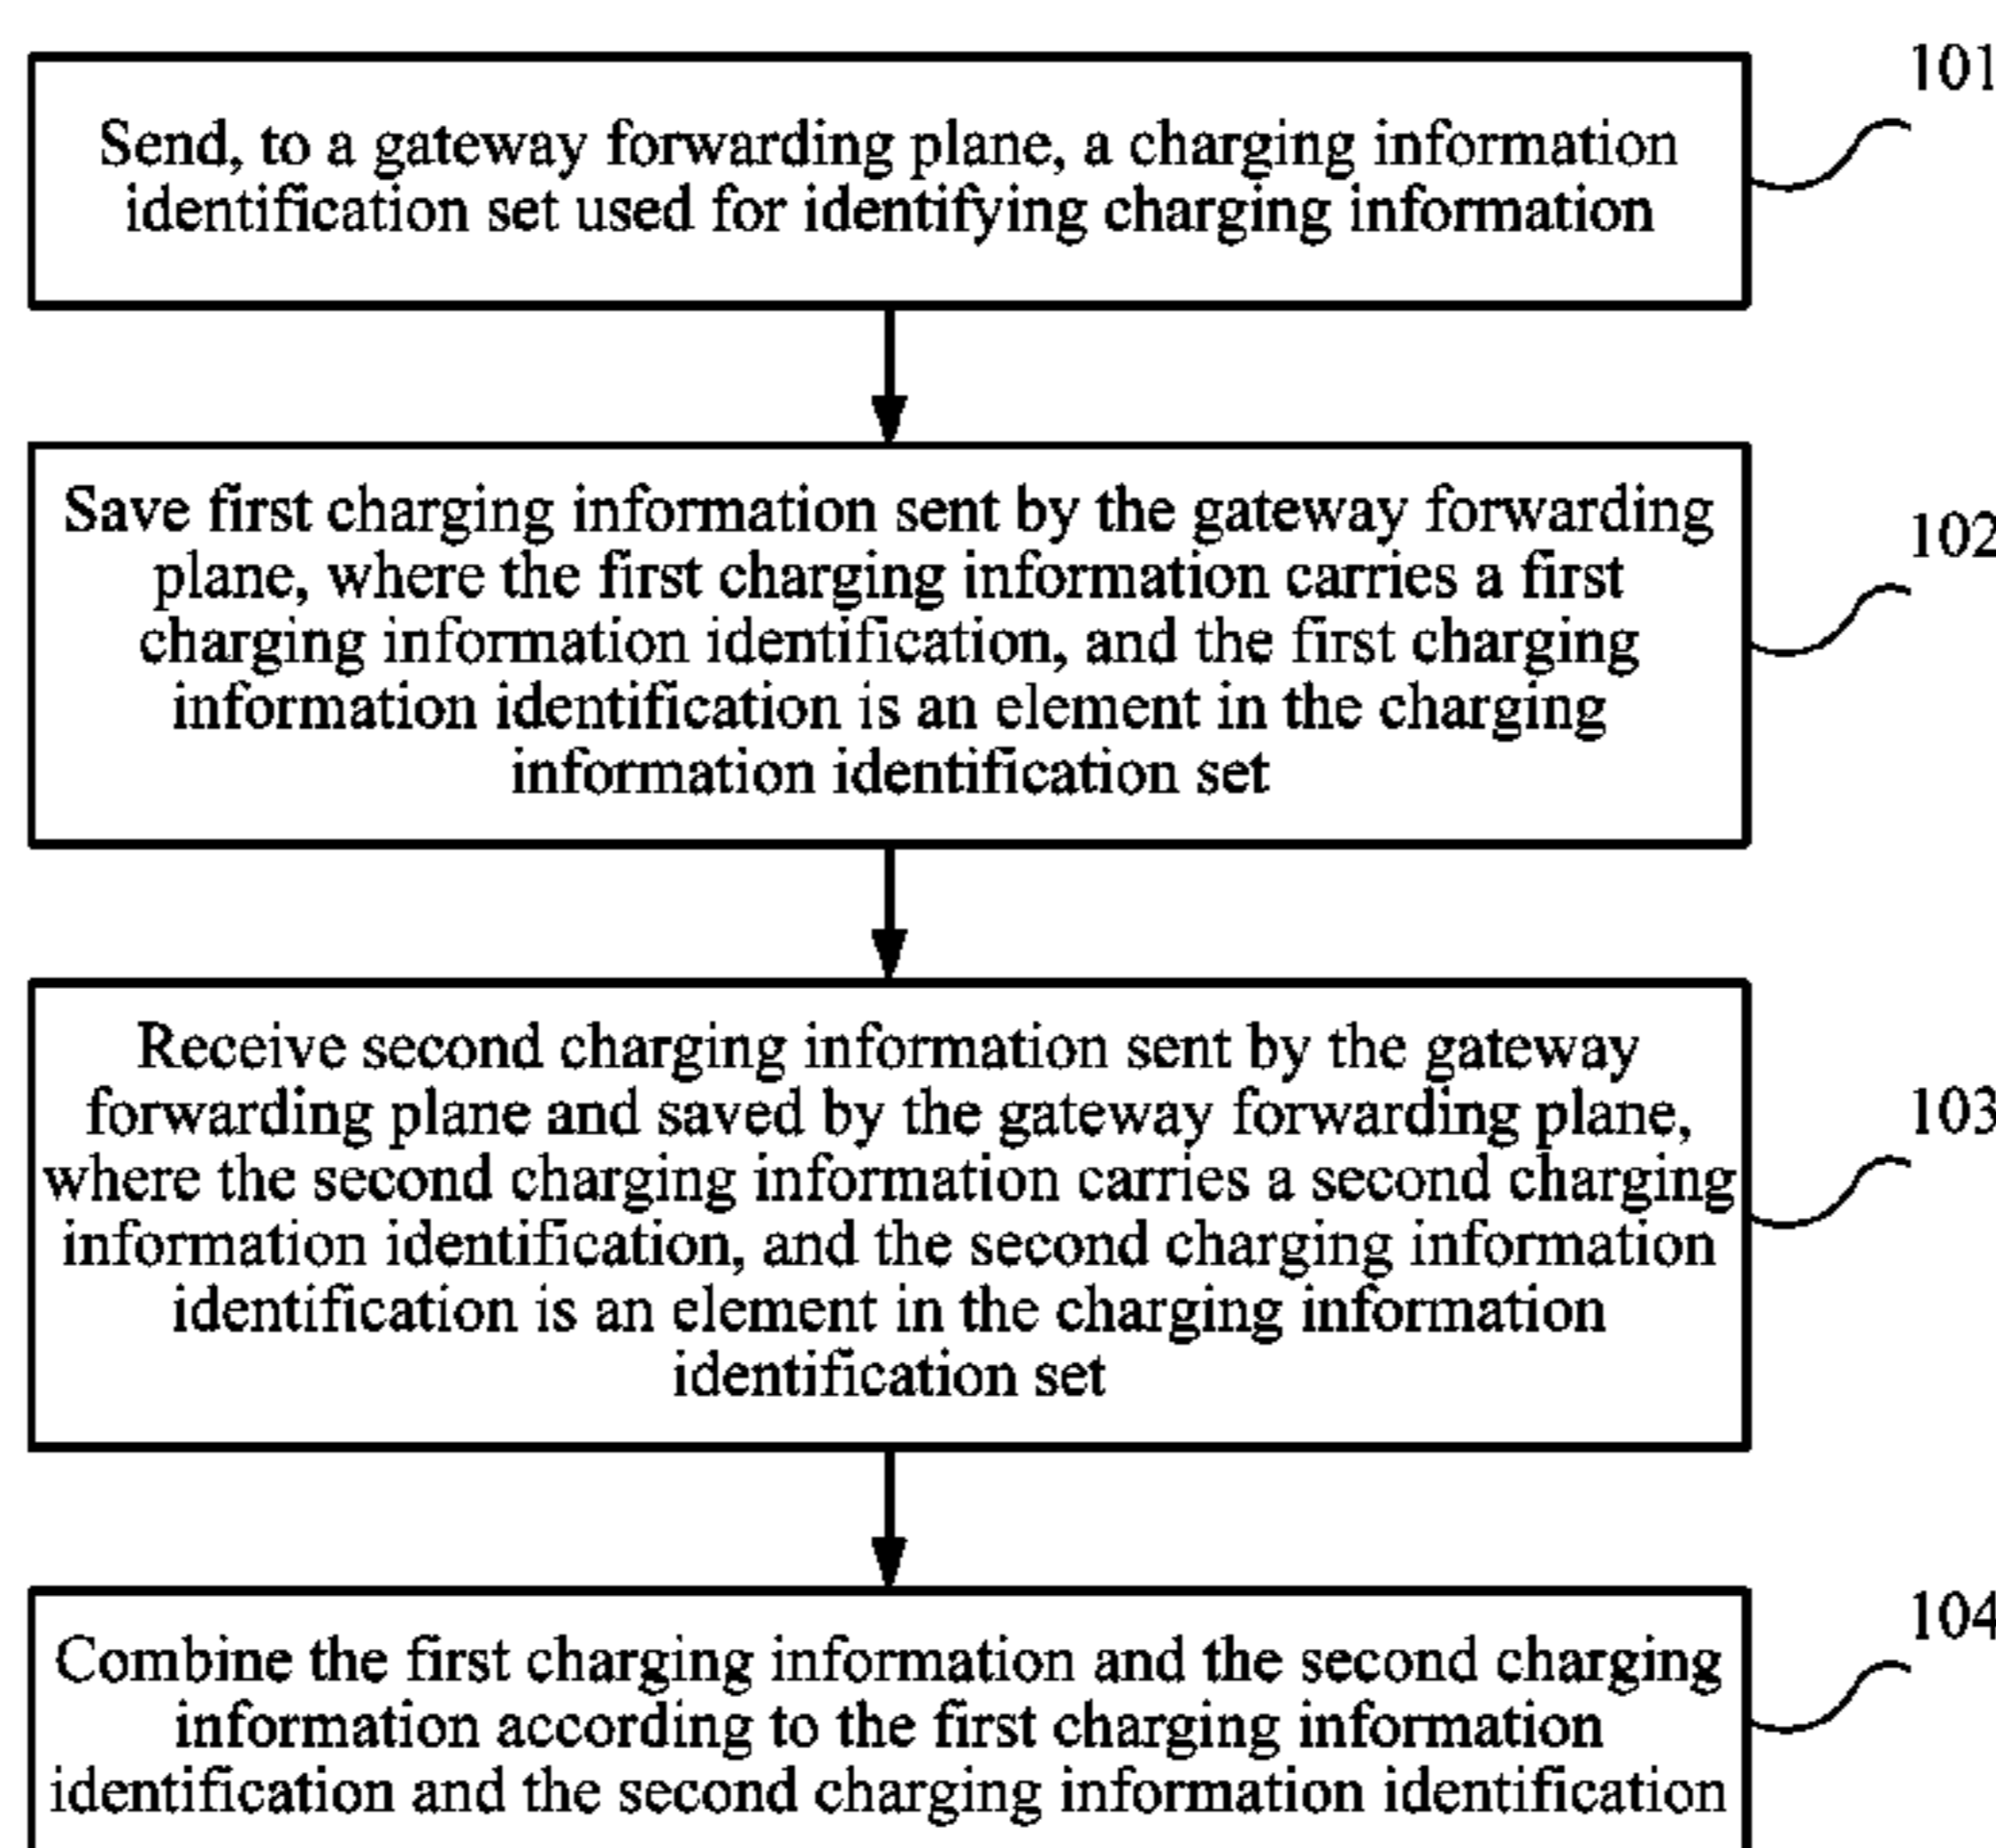 101
Send, to a gateway forwarding plane, a charging information
identification set used for identifying charging information
102
Save first charging information sent by the gateway forwarding
plane, where the first charging information carries a first
charging information identification, and the first charging
information identification is an element in the charging
information identification set
103
Receive second charging information sent by the gateway
forwarding plane and saved by the gateway forwarding plane,
where the second charging information carries a second charging
information identification, and the second charging information
identification is an element in the charging information
identification set
104
Combine the first charging information and the second charging
information according to the first charging information
identification and the second charging information identification